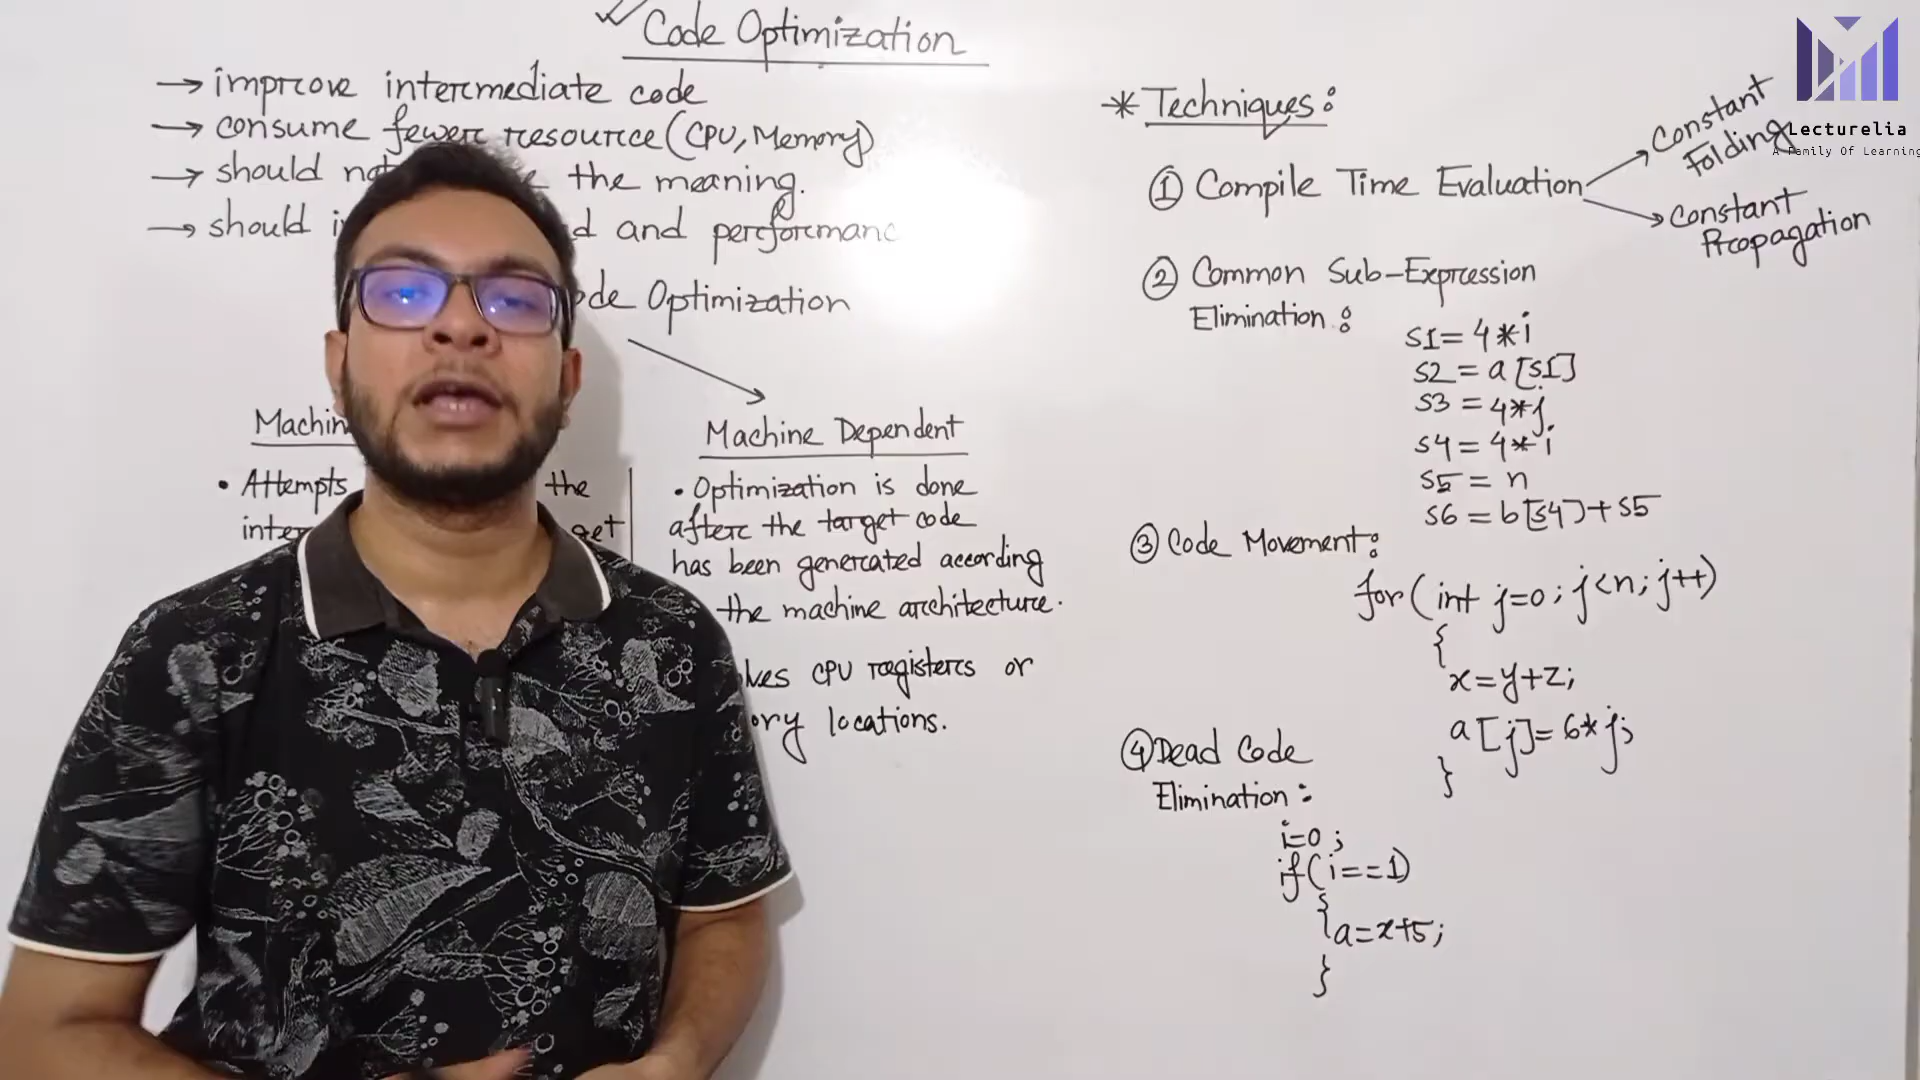 Code Optimization
→ improve intermediate code
→ consume fewer resource (CPU, Memory)
→ should not the meaning.
→ should and performanc
Code Optimization
Machin
• Attempts the
get
Machine Dependent
• Optimization is done
after the target code
has been generated according
the machine architecture.
CPU registers or
locations.
* Techniques:
① Compile Time Evaluation
Constant
Folding
Constant
Propagation
② Common Sub-Expression
Elimination:
s1 = 4*i
s2 = a[s1]
s3 = 4*j
s4 = 4*i
s5 = n
s6 = b[s4]+s5
③ Code Movement:
for(int j=0; j<n; j++)
{
x=y+z;
a[j]=6*j;
}
④ Dead Code
Elimination:
i=0;
if(i==1)
{
a=x+5;
}
Lecturelia
A Family Of Learning